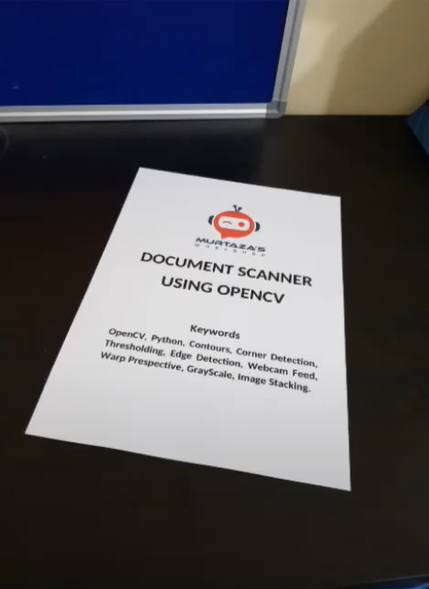 MURTAZA'S
WORKSHOP
DOCUMENT SCANNER
USING OPENCV
Keywords
OpenCV, Python, Contours, Corner Detection,
Thresholding, Edge Detection, Webcam Feed,
Warp Prespective, GrayScale, Image Stacking.